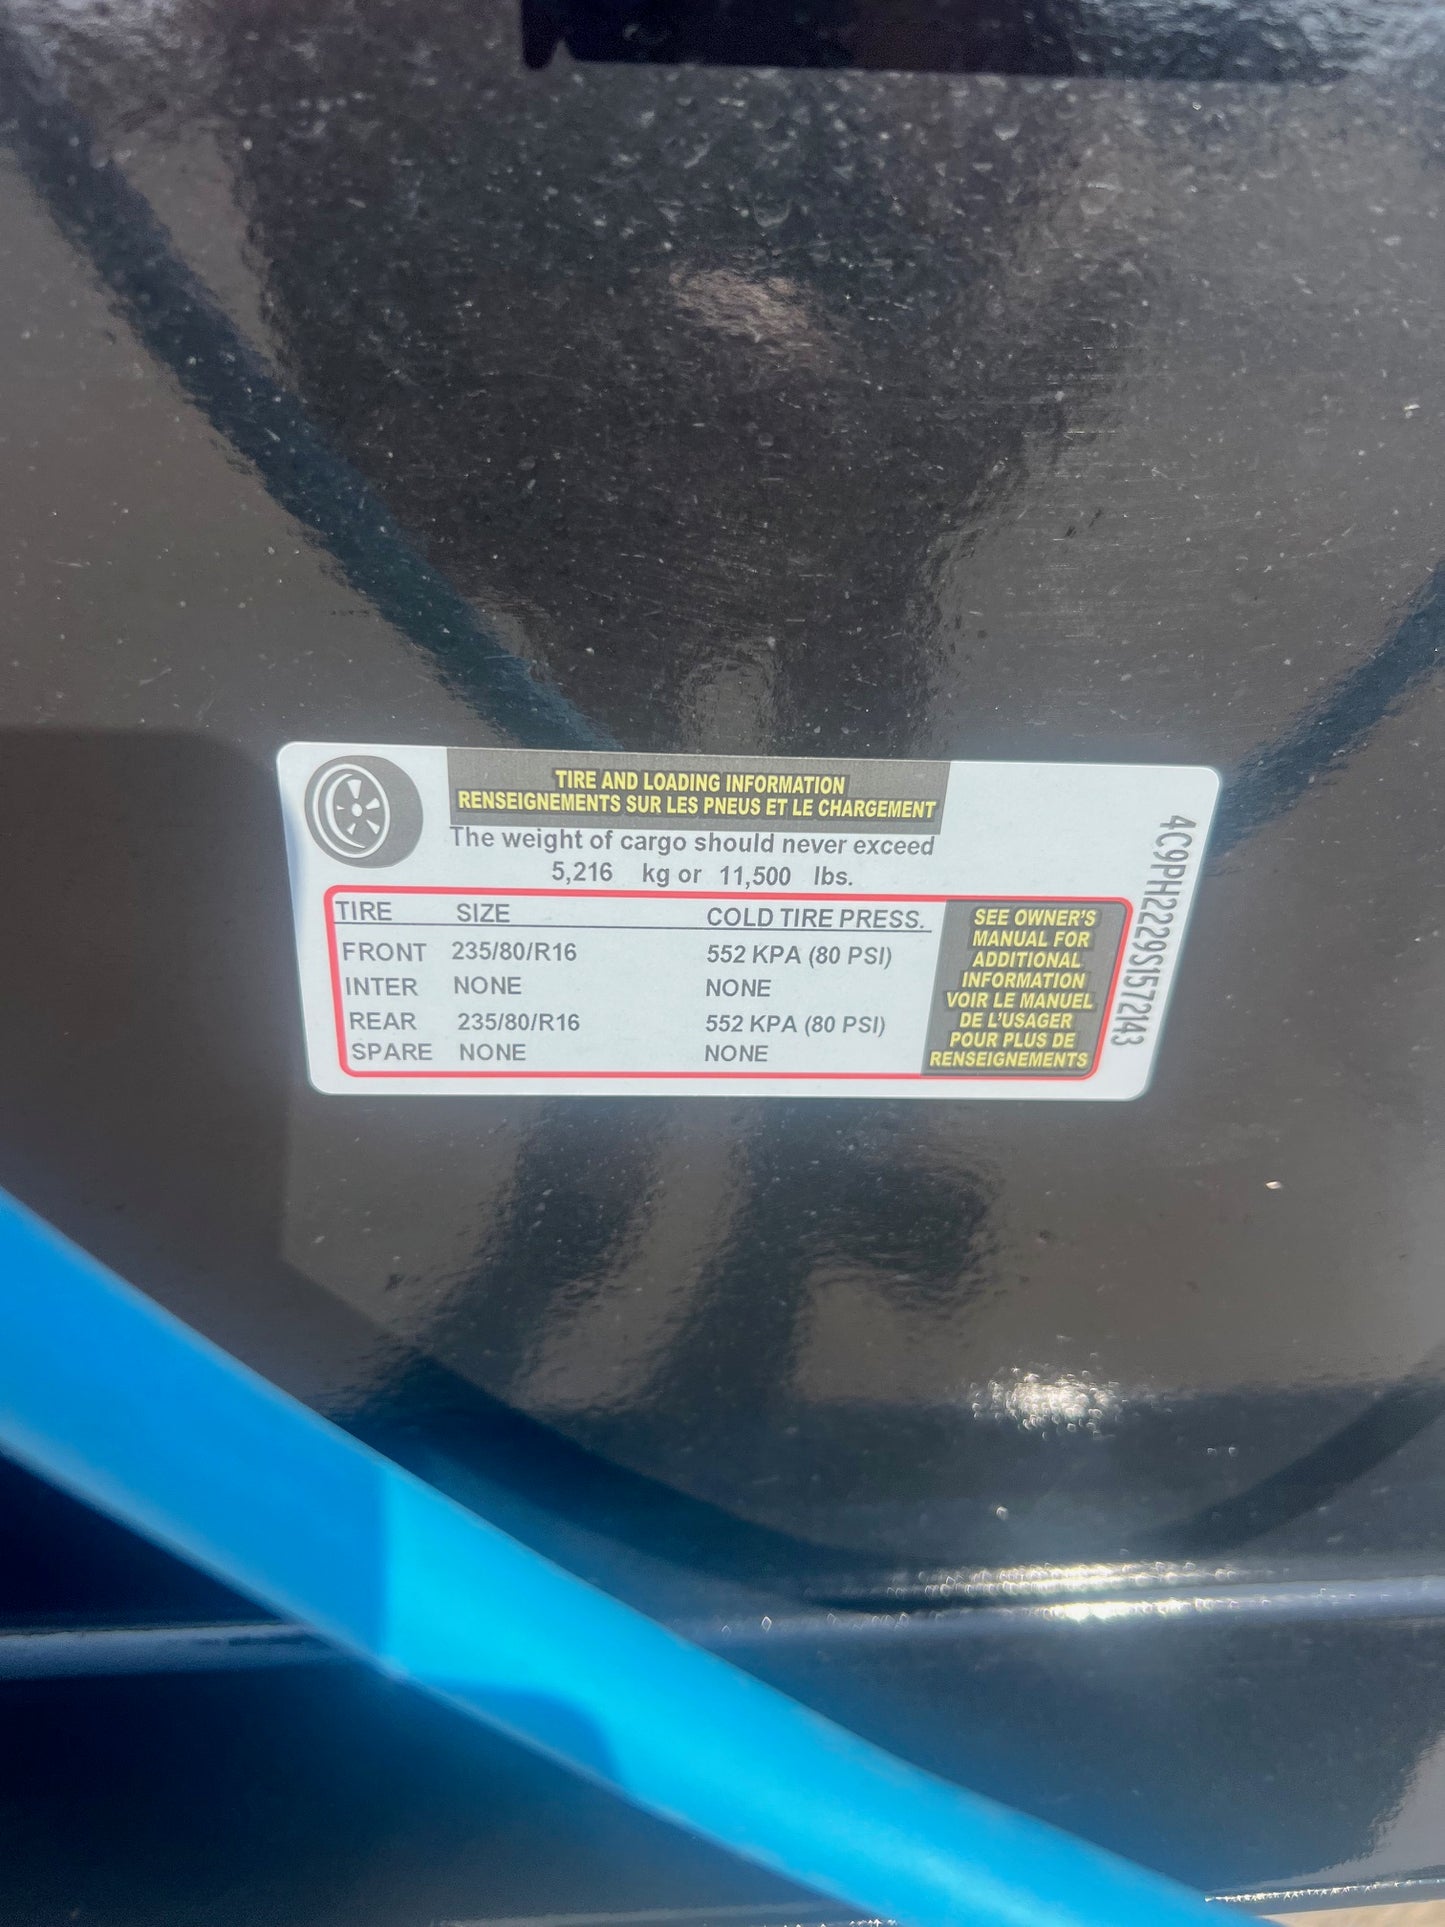 TIRE AND LOADING INFORMATION
RENSEIGNEMENTS SUR LES PNEUS ET LE CHARGEMENT
The weight of cargo should never exceed
5,216 kg or 11,500 lbs.
TIRE SIZE COLD TIRE PRESS.
FRONT 235/80/R16 552 KPA (80 PSI)
INTER NONE NONE
REAR 235/80/R16 552 KPA (80 PSI)
SPARE NONE NONE
SEE OWNER'S
MANUAL FOR
ADDITIONAL
INFORMATION
VOIR LE MANUEL
DE L'USAGER
POUR PLUS DE
RENSEIGNEMENTS
4C9PH2229S1572143